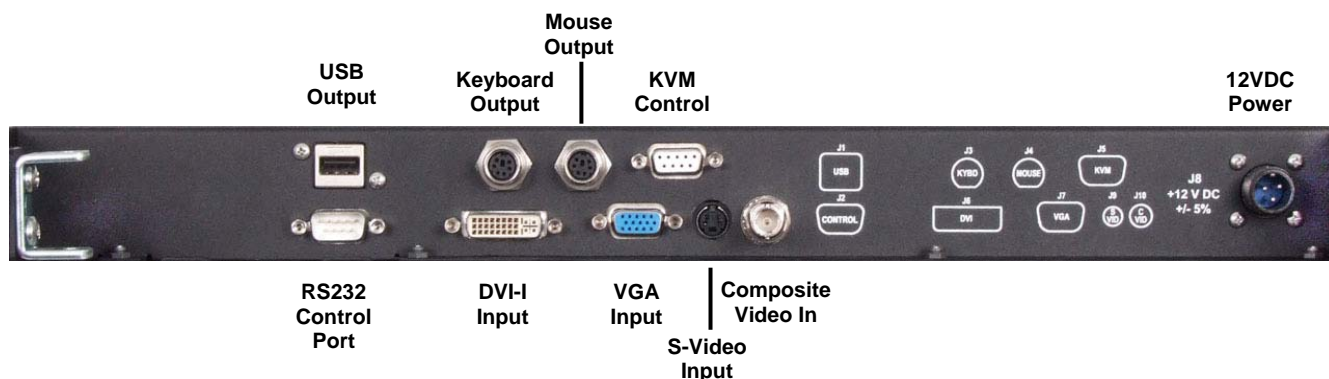 Mouse
Output
USB
Output
Keyboard
Output
KVM
Control
12VDC
Power
J1
USB
J3
KYBD
J4
MOUSE
J5
KVM
J8
+12 V DC
+/- 5%
J2
CONTROL
J6
DVI
J7
VGA
J9
S
VID
J10
C
VID
RS232
Control
Port
DVI-I
Input
VGA
Input
Composite
Video In
S-Video
Input